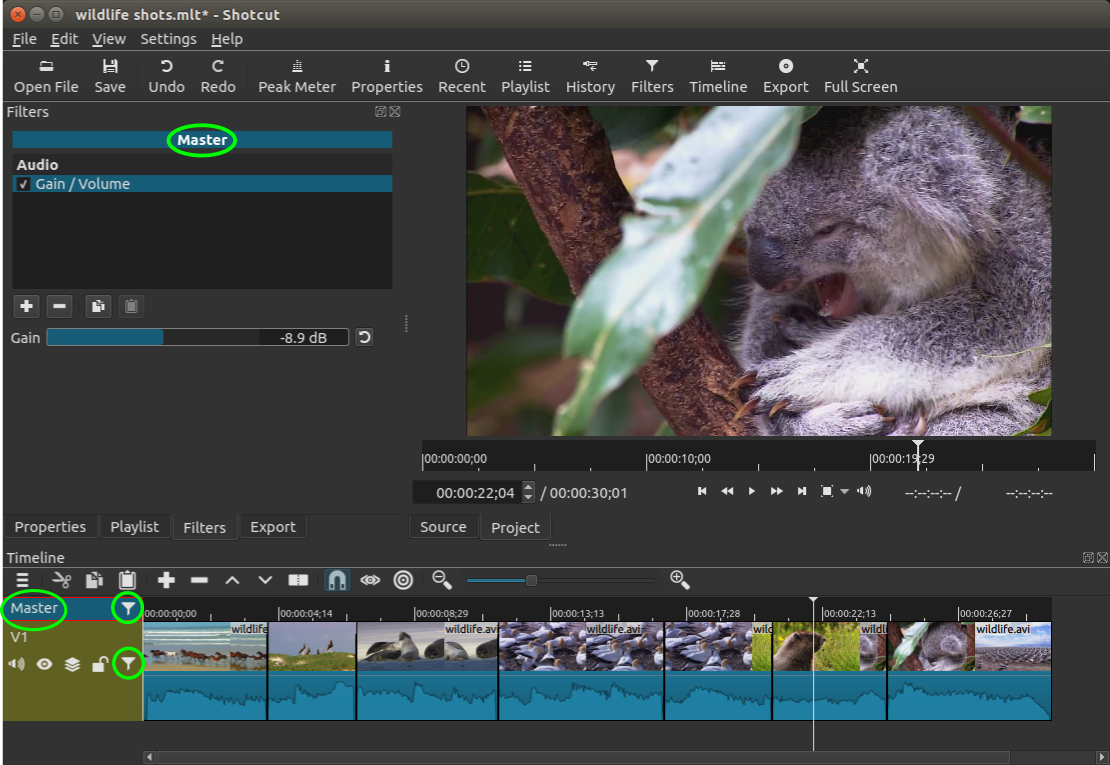 wildlife shots.mlt* - Shotcut
File Edit View Settings Help
Open File Save Undo Redo Peak Meter Properties Recent Playlist History Filters Timeline Export Full Screen
Filters
Master
Audio
Gain / Volume
Gain -8.9 dB
00:00:00;00 00:00:10;00 00:00:19;29
00:00:22;04 / 00:00:30;01 --:--:--:-- / --:--:--:--
Properties Playlist Filters Export Source Project
Timeline
Master 00:00:00;00 00:00:04;14 00:00:08;29 00:00:13;13 00:00:17;28 00:00:22;13 00:00:26;27
V1 wildlife wildlife.avi wildlife.avi wild wildli wildlife.avi